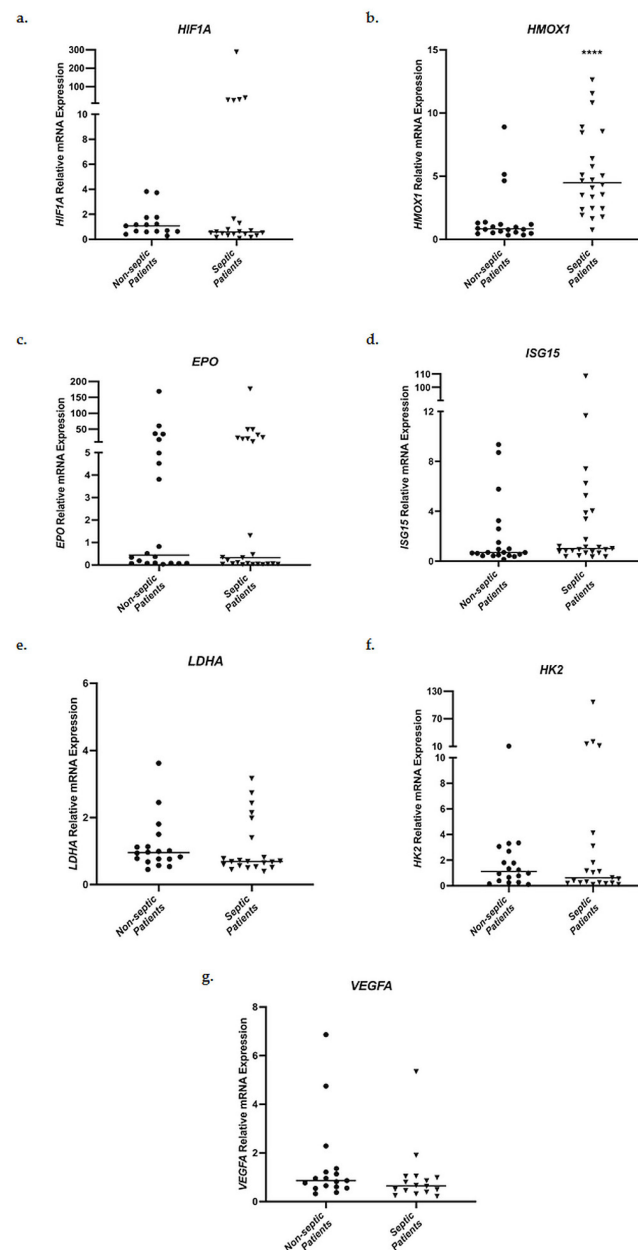 a.
HIF1A
HIF1A Relative mRNA Expression
300
200
100
10
8
6
4
2
0
Non-septic
Patients
Septic
Patients
b.
HMOX1
****
HMOX1 Relative mRNA Expression
15
10
5
0
Non-septic
Patients
Septic
Patients
c.
EPO
EPO Relative mRNA Expression
200
150
100
50
5
4
3
2
1
0
Non-septic
Patients
Septic
Patients
d.
ISG15
ISG15 Relative mRNA Expression
110
100
12
8
4
0
Non-septic
Patients
Septic
Patients
e.
LDHA
LDHA Relative mRNA Expression
6
4
2
0
Non-septic
Patients
Septic
Patients
f.
HK2
HK2 Relative mRNA Expression
130
70
10
10
8
6
4
2
0
Non-septic
Patients
Septic
Patients
g.
VEGFA
VEGFA Relative mRNA Expression
8
6
4
2
0
Non-septic
Patients
Septic
Patients